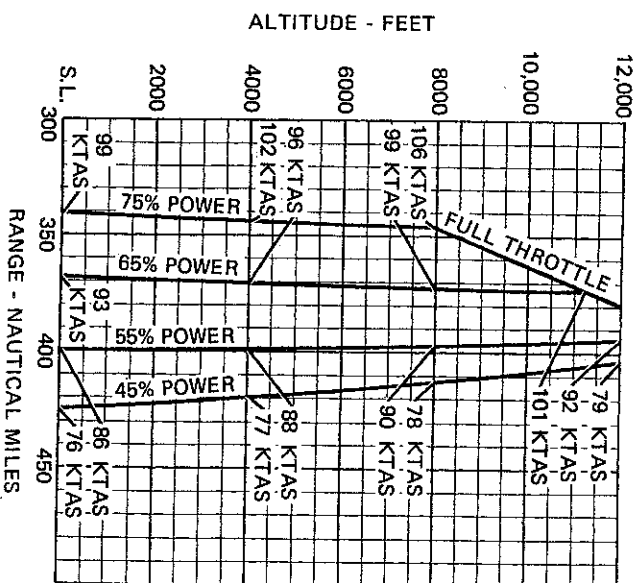 ALTITUDE - FEET
12,000
10,000
8000
6000
4000
2000
S.L.
300
350
400
450
RANGE - NAUTICAL MILES
99
KTAS
96 KTAS
102 KTAS
106 KTAS
99 KTAS
FULL THROTTLE
75% POWER
65% POWER
93
KTAS
55% POWER
45% POWER
86 KTAS
76 KTAS
88 KTAS
77 KTAS
78 KTAS
90 KTAS
79 KTAS
92 KTAS
101 KTAS